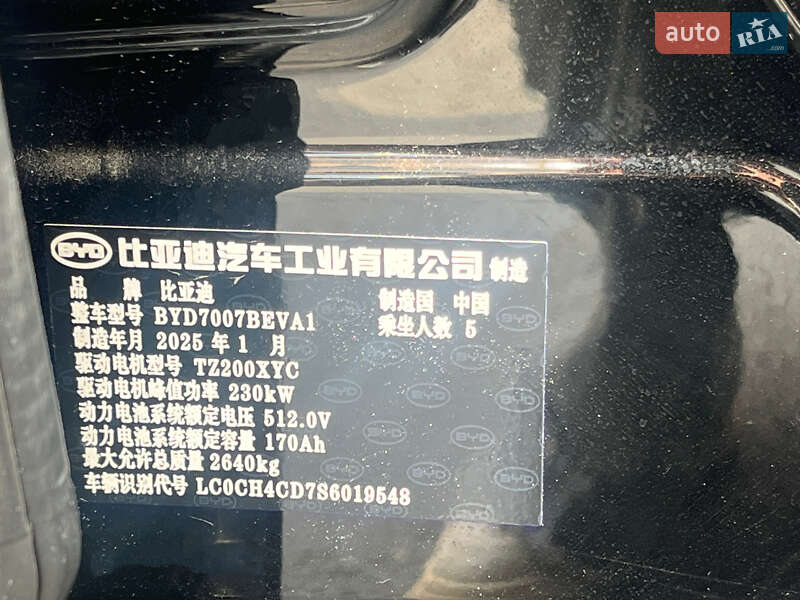 auto RIA .com
BYD 比亚迪汽车工业有限公司 制造
品 牌 比亚迪 制造国 中国
整车型号 BYD7007BEVA1 乘坐人数 5
制造年月 2025 年 1 月
驱动电机型号 TZ200XYC
驱动电机峰值功率 230kW
动力电池系统额定电压 512.0V
动力电池系统额定容量 170Ah
最大允许总质量 2640kg
车辆识别代号 LC0CH4CD7S6019548